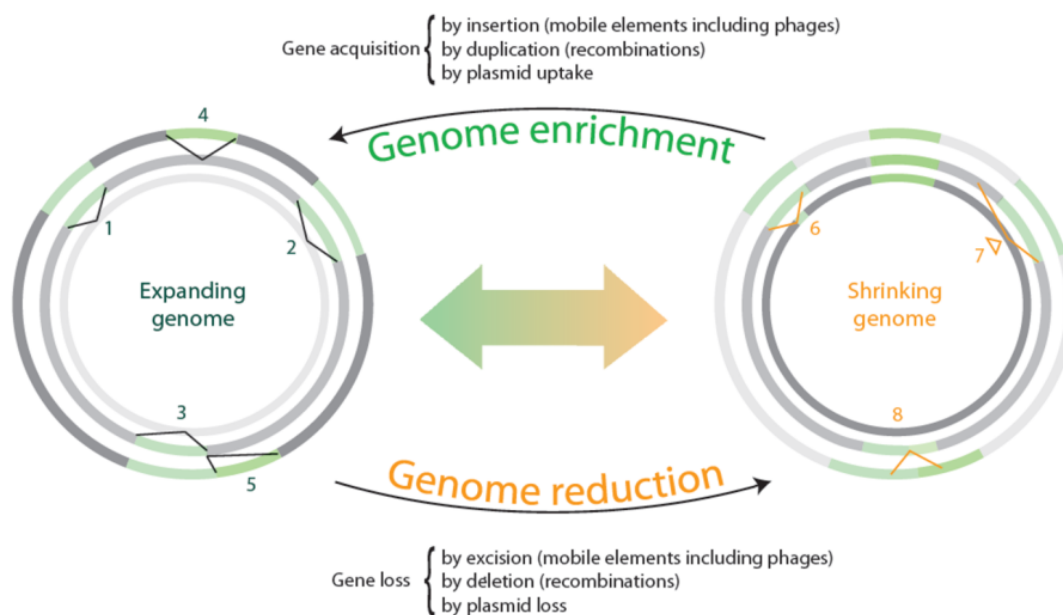 Gene acquisition
by insertion (mobile elements including phages)
by duplication (recombinations)
by plasmid uptake
Genome enrichment
4
1
2
Expanding
genome
3
5
6
7
Shrinking
genome
8
Genome reduction
Gene loss
by excision (mobile elements including phages)
by deletion (recombinations)
by plasmid loss